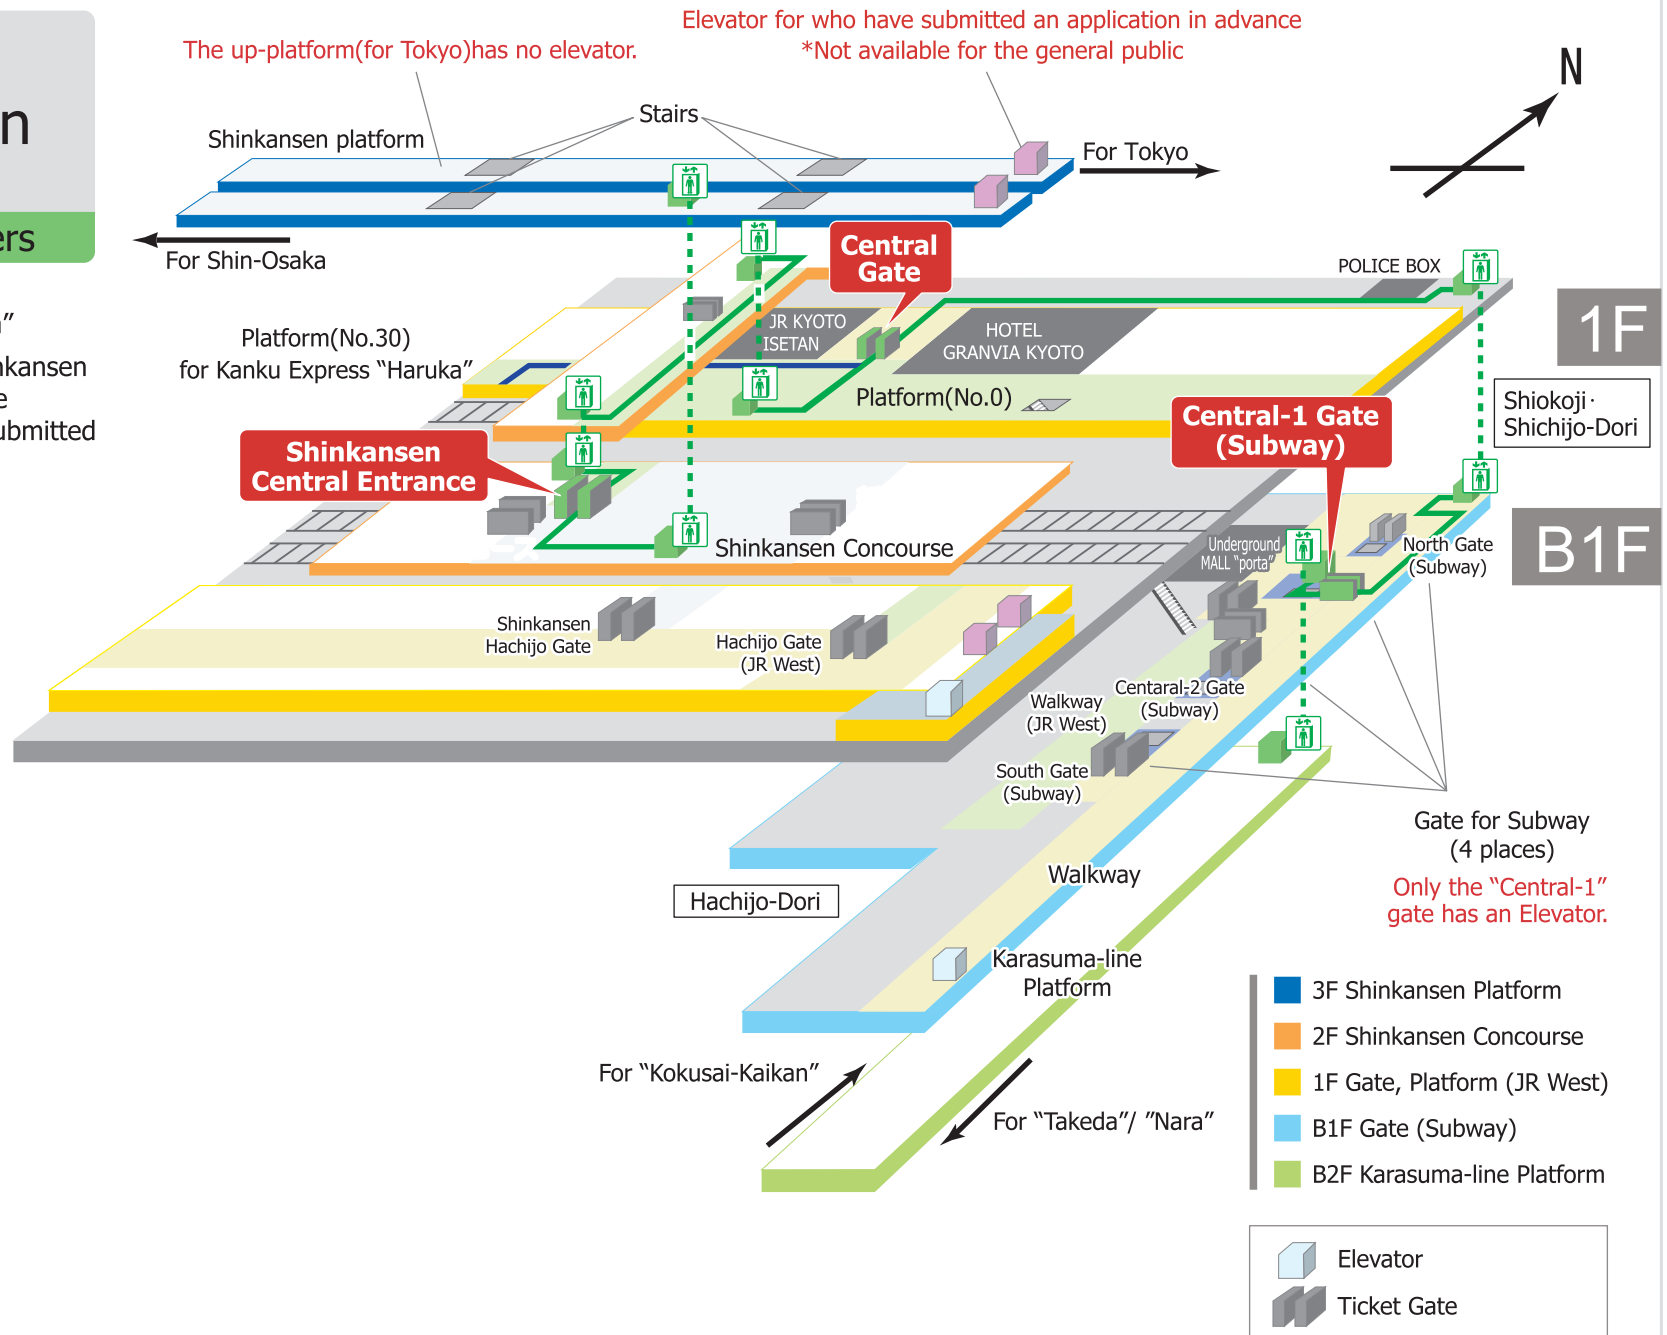 Elevator for who have submitted an application in advance
*Not available for the general public
The up-platform(for Tokyo)has no elevator.
N
Stairs
Shinkansen platform
For Tokyo
For Shin-Osaka
Central
Gate
POLICE BOX
1F
JR KYOTO
ISETAN
HOTEL
GRANVIA KYOTO
Platform(No.30)
for Kanku Express “Haruka”
Platform(No.0)
Shiokoji·
Shichijo-Dori
Central-1 Gate
(Subway)
Shinkansen
Central Entrance
B1F
Shinkansen Concourse
Underground
MALL “porta”
North Gate
(Subway)
Shinkansen
Hachijo Gate
Hachijo Gate
(JR West)
Centaral-2 Gate
(Subway)
Walkway
(JR West)
South Gate
(Subway)
Gate for Subway
(4 places)
Only the “Central-1”
gate has an Elevator.
Walkway
Hachijo-Dori
Karasuma-line
Platform
For “Kokusai-Kaikan”
For “Takeda”/ ”Nara”
3F Shinkansen Platform
2F Shinkansen Concourse
1F Gate, Platform (JR West)
B1F Gate (Subway)
B2F Karasuma-line Platform
Elevator
Ticket Gate